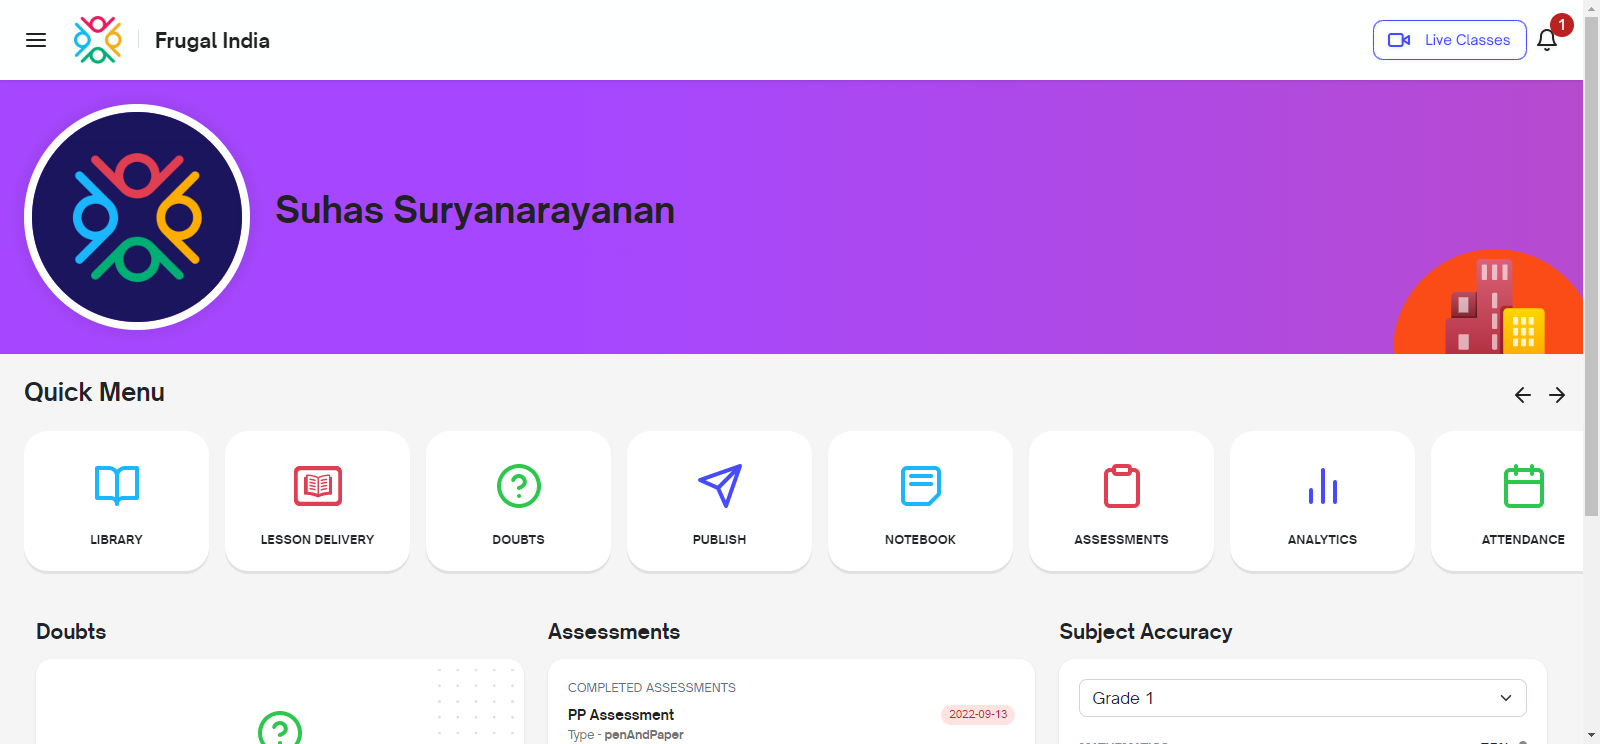 Frugal India
Live Classes
1
Suhas Suryanarayanan
Quick Menu
LIBRARY
LESSON DELIVERY
DOUBTS
PUBLISH
NOTEBOOK
ASSESSMENTS
ANALYTICS
ATTENDANCE
Doubts
Assessments
COMPLETED ASSESSMENTS
PP Assessment
2022-09-13
Type - penAndPaper
Subject Accuracy
Grade 1